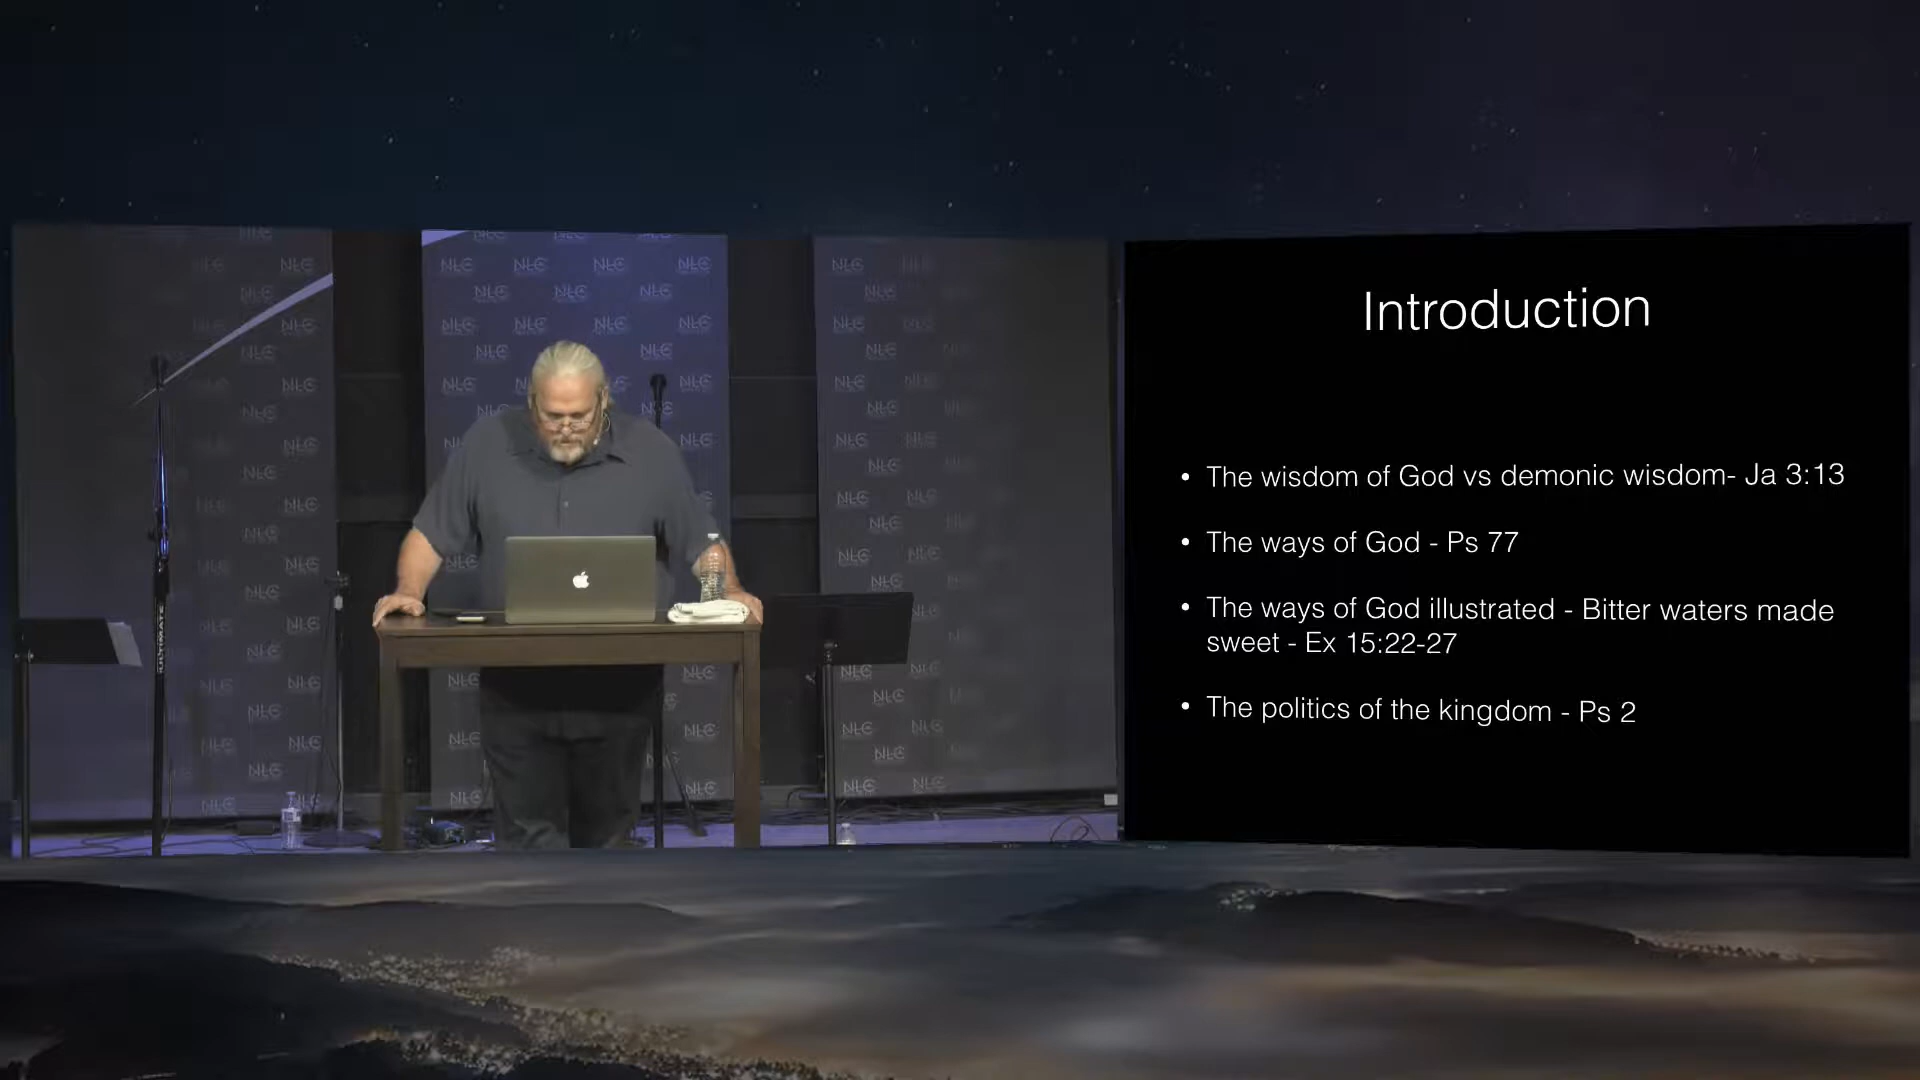 Introduction
• The wisdom of God vs demonic wisdom- Ja 3:13
• The ways of God - Ps 77
• The ways of God illustrated - Bitter waters made
sweet - Ex 15:22-27
• The politics of the kingdom - Ps 2
NLC
ULTIMATE